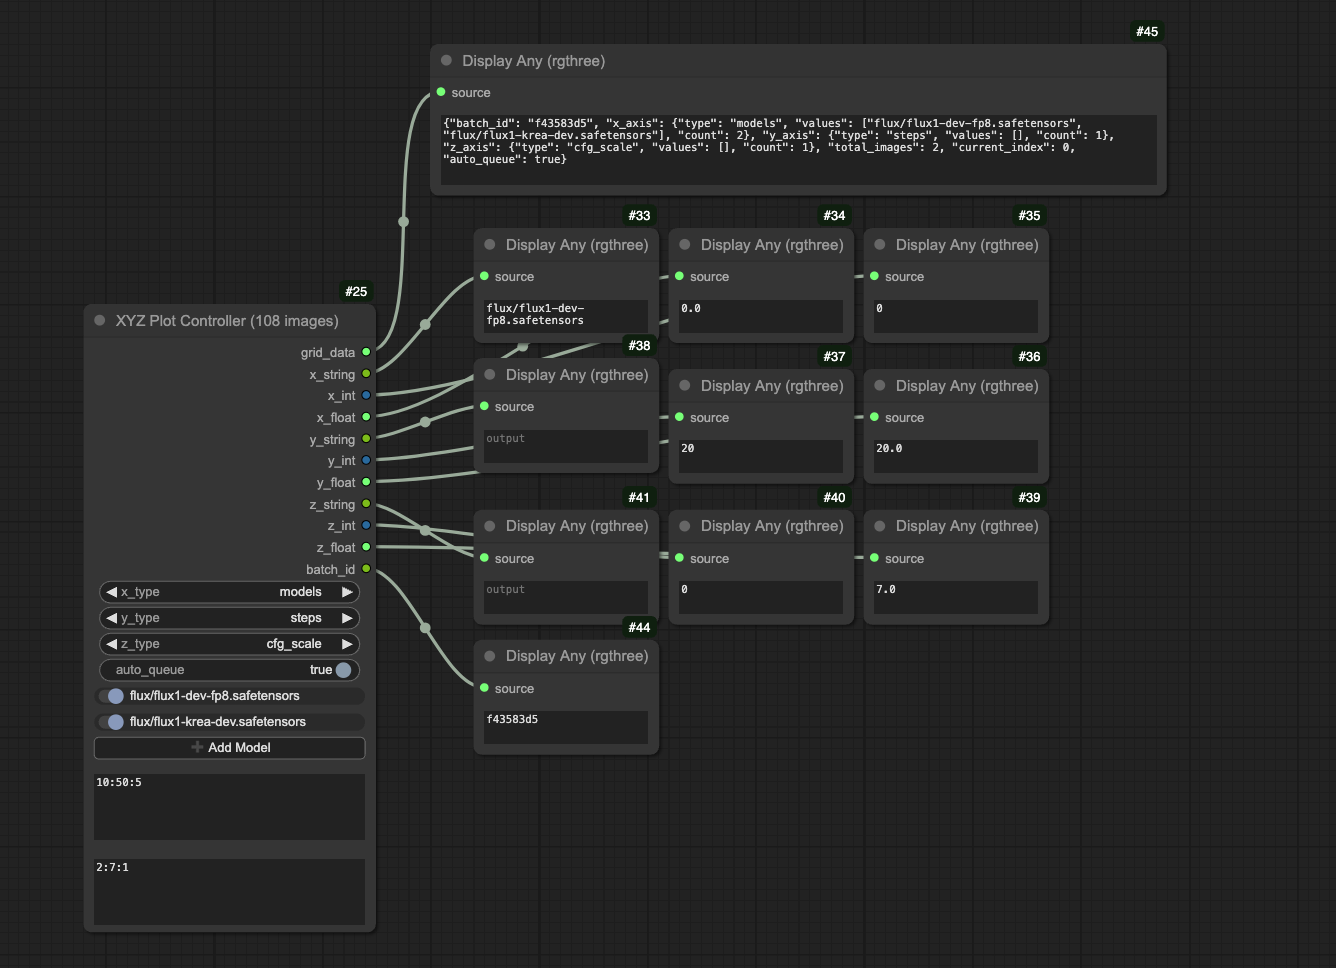 #45
Display Any (rgthree)
source
{"batch_id": "f43583d5", "x_axis": {"type": "models", "values": ["flux/flux1-dev-fp8.safetensors",
"flux/flux1-krea-dev.safetensors"], "count": 2}, "y_axis": {"type": "steps", "values": [], "count": 1},
"z_axis": {"type": "cfg_scale", "values": [], "count": 1}, "total_images": 2, "current_index": 0,
"auto_queue": true}
#33
Display Any (rgthree)
source
flux/flux1-dev-
fp8.safetensors
#34
Display Any (rgthree)
source
0.0
#35
Display Any (rgthree)
source
0
#25
XYZ Plot Controller (108 images)
grid_data
x_string
x_int
x_float
y_string
y_int
y_float
z_string
z_int
z_float
batch_id
x_type models
y_type steps
z_type cfg_scale
auto_queue true
flux/flux1-dev-fp8.safetensors
flux/flux1-krea-dev.safetensors
Add Model
10:50:5
2:7:1
#38
Display Any (rgthree)
source
output
#37
Display Any (rgthree)
source
20
#36
Display Any (rgthree)
source
20.0
#41
Display Any (rgthree)
source
output
#40
Display Any (rgthree)
source
0
#39
Display Any (rgthree)
source
7.0
#44
Display Any (rgthree)
source
f43583d5